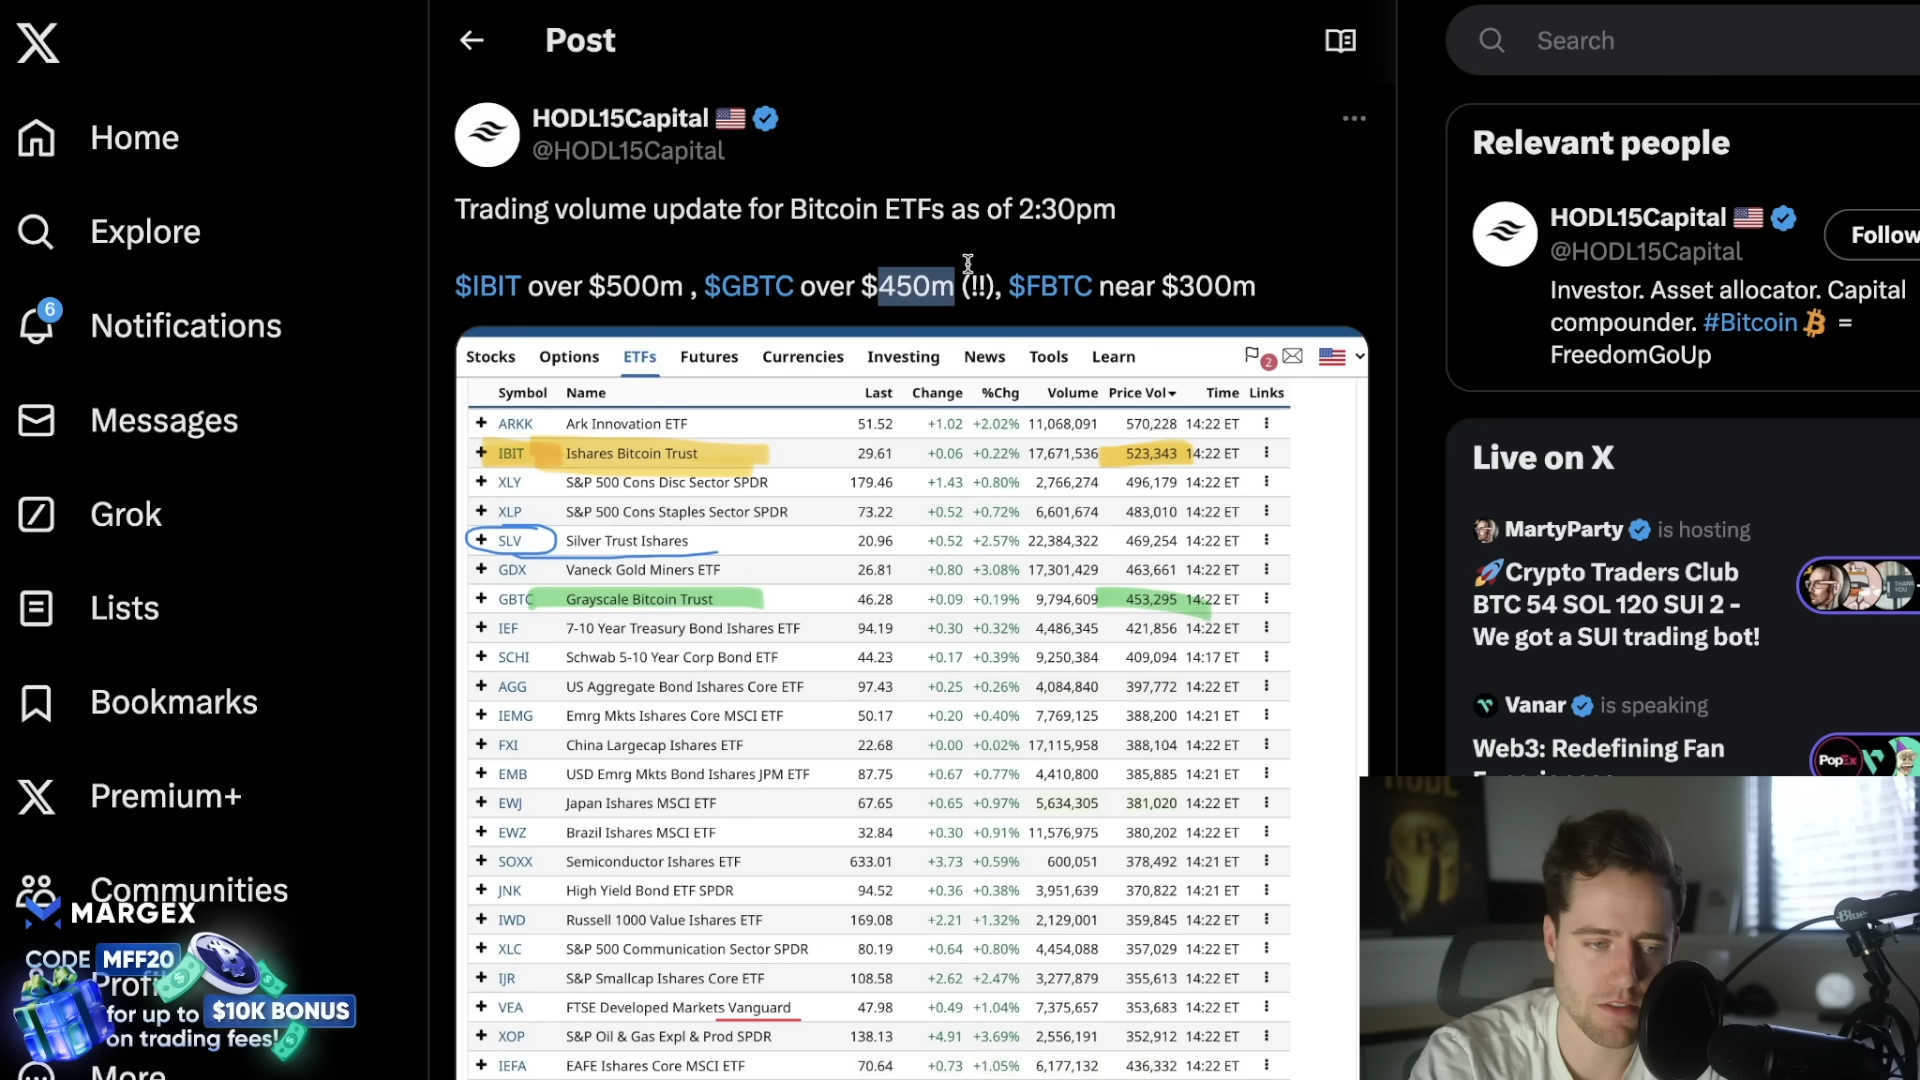 Home
Explore
6
Notifications
Messages
Grok
Lists
Bookmarks
Premium+
Communities
More
Post
HODL15Capital
@HODL15Capital
Trading volume update for Bitcoin ETFs as of 2:30pm
$IBIT over $500m , $GBTC over $450m (!!), $FBTC near $300m
Stocks Options ETFs Futures Currencies Investing News Tools Learn 2
Symbol Name Last Change %Chg Volume Price Vol Time Links
+ ARKK Ark Innovation ETF 51.52 +1.02 +2.02% 11,068,091 570,228 14:22 ET
+ IBIT Ishares Bitcoin Trust 29.61 +0.06 +0.22% 17,671,536 523,343 14:22 ET
+ XLY S&P 500 Cons Disc Sector SPDR 179.46 +1.43 +0.80% 2,766,274 496,179 14:22 ET
+ XLP S&P 500 Cons Staples Sector SPDR 73.22 +0.52 +0.72% 6,601,674 483,010 14:22 ET
+ SLV Silver Trust Ishares 20.96 +0.52 +2.57% 22,384,322 469,254 14:22 ET
+ GDX Vaneck Gold Miners ETF 26.81 +0.80 +3.08% 17,301,429 463,661 14:22 ET
+ GBTC Grayscale Bitcoin Trust 46.28 +0.09 +0.19% 9,794,609 453,295 14:22 ET
+ IEF 7-10 Year Treasury Bond Ishares ETF 94.19 +0.30 +0.32% 4,486,345 421,856 14:22 ET
+ SCHI Schwab 5-10 Year Corp Bond ETF 44.23 +0.17 +0.39% 9,250,384 409,094 14:17 ET
+ AGG US Aggregate Bond Ishares Core ETF 97.43 +0.25 +0.26% 4,084,840 397,772 14:22 ET
+ IEMG Emrg Mkts Ishares Core MSCI ETF 50.17 +0.20 +0.40% 7,769,125 388,200 14:21 ET
+ FXI China Largecap Ishares ETF 22.68 +0.00 +0.02% 17,115,958 388,104 14:22 ET
+ EMB USD Emrg Mkts Bond Ishares JPM ETF 87.75 +0.67 +0.77% 4,410,800 385,885 14:21 ET
+ EWJ Japan Ishares MSCI ETF 67.65 +0.65 +0.97% 5,634,305 381,020 14:22 ET
+ EWZ Brazil Ishares MSCI ETF 32.84 +0.30 +0.91% 11,576,975 380,202 14:22 ET
+ SOXX Semiconductor Ishares ETF 633.01 +3.73 +0.59% 600,051 378,492 14:21 ET
+ JNK High Yield Bond ETF SPDR 94.52 +0.36 +0.38% 3,951,639 370,822 14:21 ET
+ IWD Russell 1000 Value Ishares ETF 169.08 +2.21 +1.32% 2,129,001 359,845 14:22 ET
+ XLC S&P 500 Communication Sector SPDR 80.19 +0.64 +0.80% 4,454,088 357,029 14:22 ET
+ IJR S&P Smallcap Ishares Core ETF 108.58 +2.62 +2.47% 3,277,879 355,613 14:22 ET
+ VEA FTSE Developed Markets Vanguard 47.98 +0.49 +1.04% 7,375,657 353,683 14:22 ET
+ XOP S&P Oil & Gas Expl & Prod SPDR 138.13 +4.91 +3.69% 2,556,191 352,912 14:22 ET
+ IEFA EAFE Ishares Core MSCI ETF 70.64 +0.73 +1.05% 6,177,132 436,332 14:22 ET
Search
Relevant people
HODL15Capital
@HODL15Capital
Follow
Investor. Asset allocator. Capital
compounder. #Bitcoin =
FreedomGoUp
Live on X
MartyParty is hosting
Crypto Traders Club
BTC 54 SOL 120 SUI 2 -
We got a SUI trading bot!
Vanar is speaking
Web3: Redefining Fan
PopEx
MARGEX
CODE MFF20
for up to $10K BONUS
on trading fees!